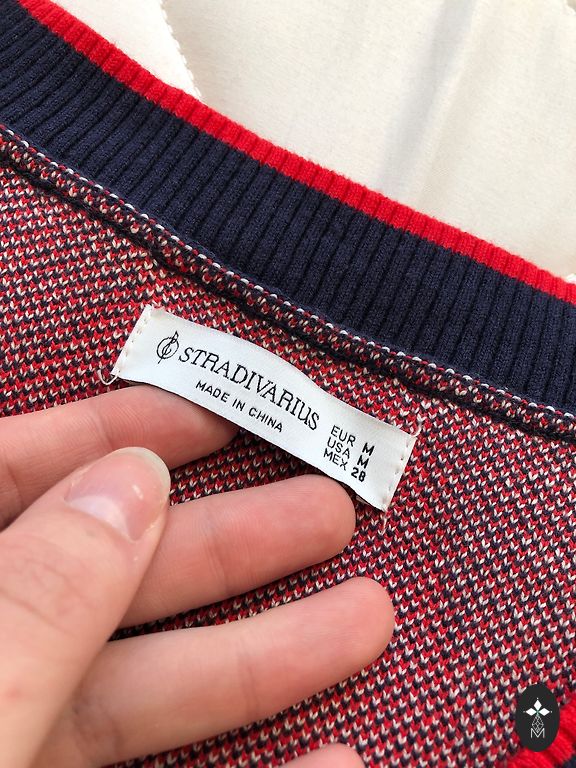 STRADIVARIUS
MADE IN CHINA
EUR M
USA M
MEX 28